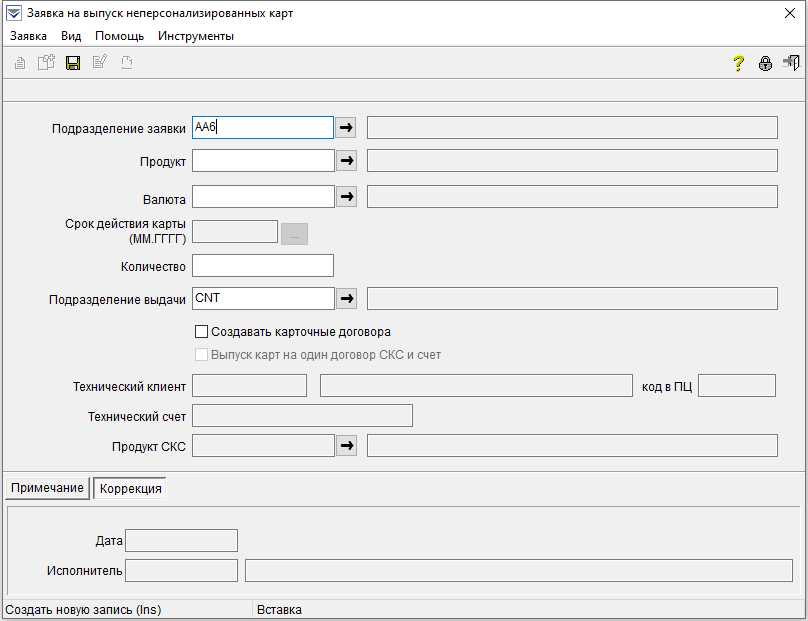 Заявка на выпуск неперсонализированных карт
Заявка Вид Помощь Инструменты
Подразделение заявки AA6
Продукт
Валюта
Срок действия карты
(ММ.ГГГГ)
...
Количество
Подразделение выдачи CNT
Создавать карточные договора
Выпуск карт на один договор СКС и счет
Технический клиент код в ПЦ
Технический счет
Продукт СКС
Примечание Коррекция
Дата
Исполнитель
Создать новую запись (Ins) Вставка